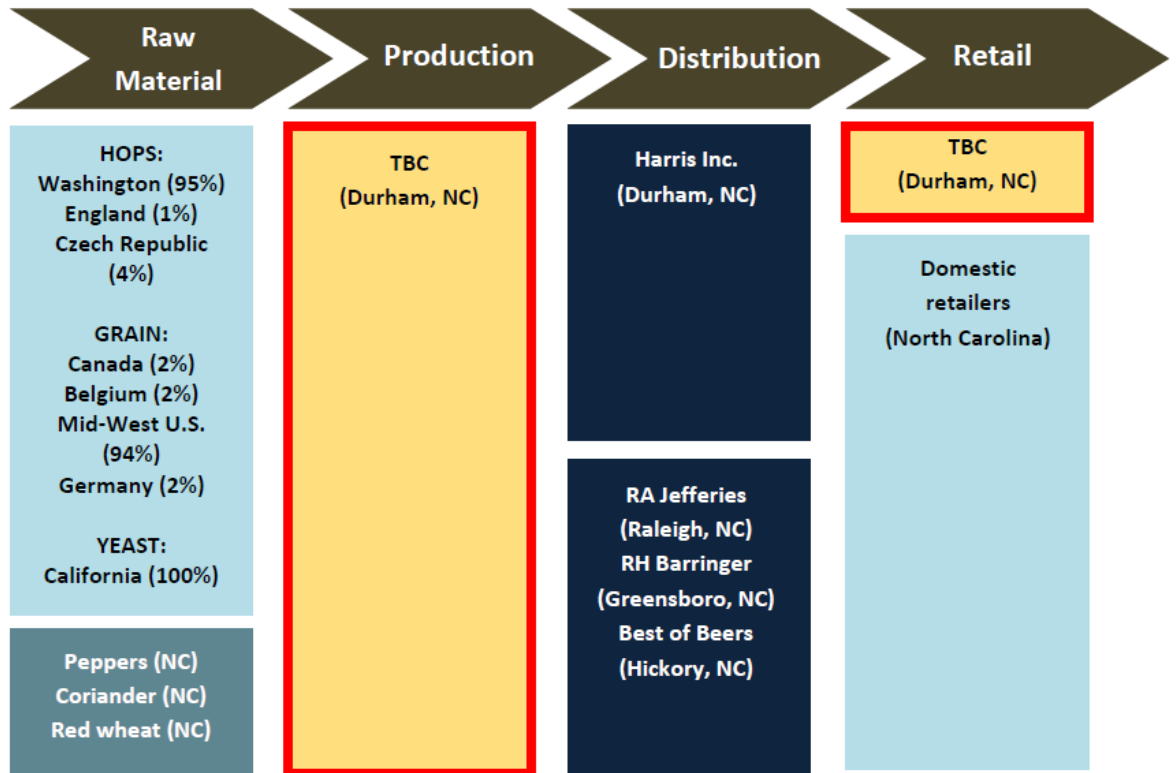 Raw
Material
Production
Distribution
Retail
HOPS:
Washington (95%)
England (1%)
Czech Republic
(4%)
GRAIN:
Canada (2%)
Belgium (2%)
Mid-West U.S.
(94%)
Germany (2%)
YEAST:
California (100%)
Peppers (NC)
Coriander (NC)
Red wheat (NC)
TBC
(Durham, NC)
Harris Inc.
(Durham, NC)
RA Jefferies
(Raleigh, NC)
RH Barringer
(Greensboro, NC)
Best of Beers
(Hickory, NC)
TBC
(Durham, NC)
Domestic
retailers
(North Carolina)